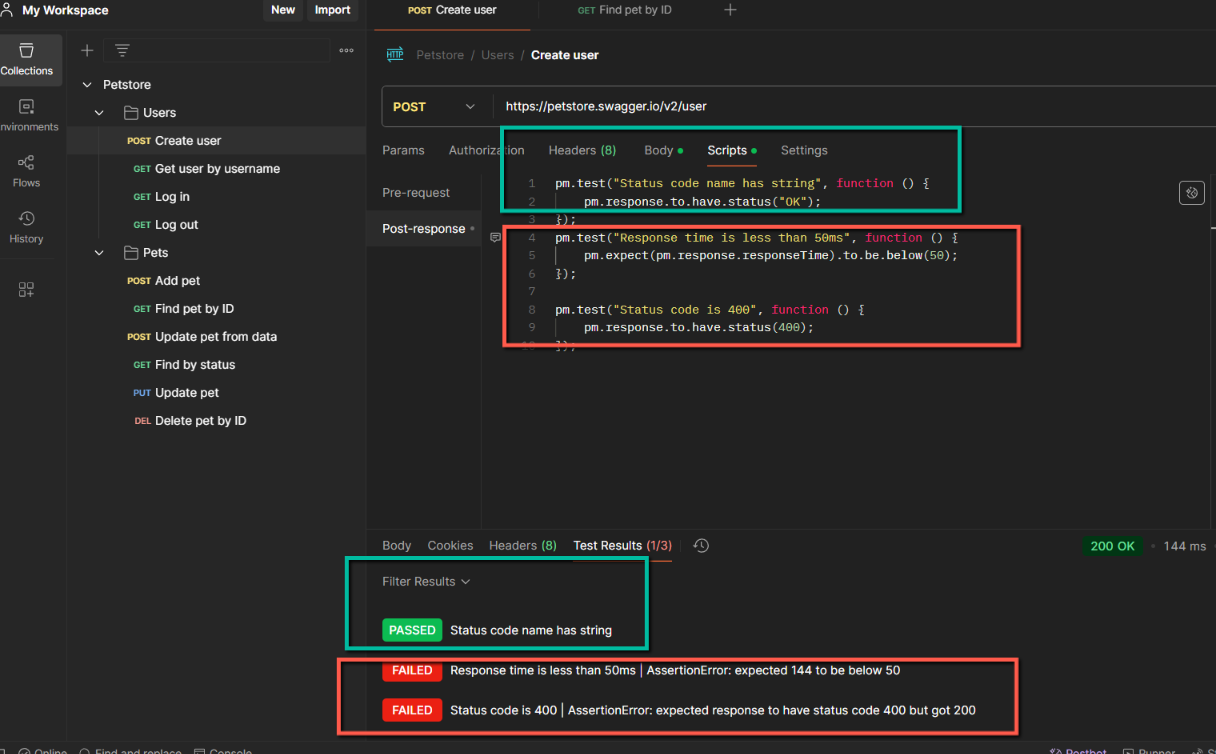 My Workspace
New
Import
POST Create user
GET Find pet by ID
Collections
HTTP
Petstore / Users / Create user
Petstore
Users
POST Create user
GET Get user by username
GET Log in
GET Log out
Pets
POST Add pet
GET Find pet by ID
POST Update pet from data
GET Find by status
PUT Update pet
DEL Delete pet by ID
nvironments
Flows
History
POST
https://petstore.swagger.io/v2/user
Params
Authorization
Headers (8)
Body
Scripts
Settings
Pre-request
Post-response
1 pm.test("Status code name has string", function () {
2 pm.response.to.have.status("OK");
3 });
4 pm.test("Response time is less than 50ms", function () {
5 pm.expect(pm.response.responseTime).to.be.below(50);
6 });
7
8 pm.test("Status code is 400", function () {
9 pm.response.to.have.status(400);
10 });
Body
Cookies
Headers (8)
Test Results (1/3)
200 OK
144 ms
Filter Results
PASSED Status code name has string
FAILED Response time is less than 50ms | AssertionError: expected 144 to be below 50
FAILED Status code is 400 | AssertionError: expected response to have status code 400 but got 200
Online
Find and replace
Console
Postbot
Runner